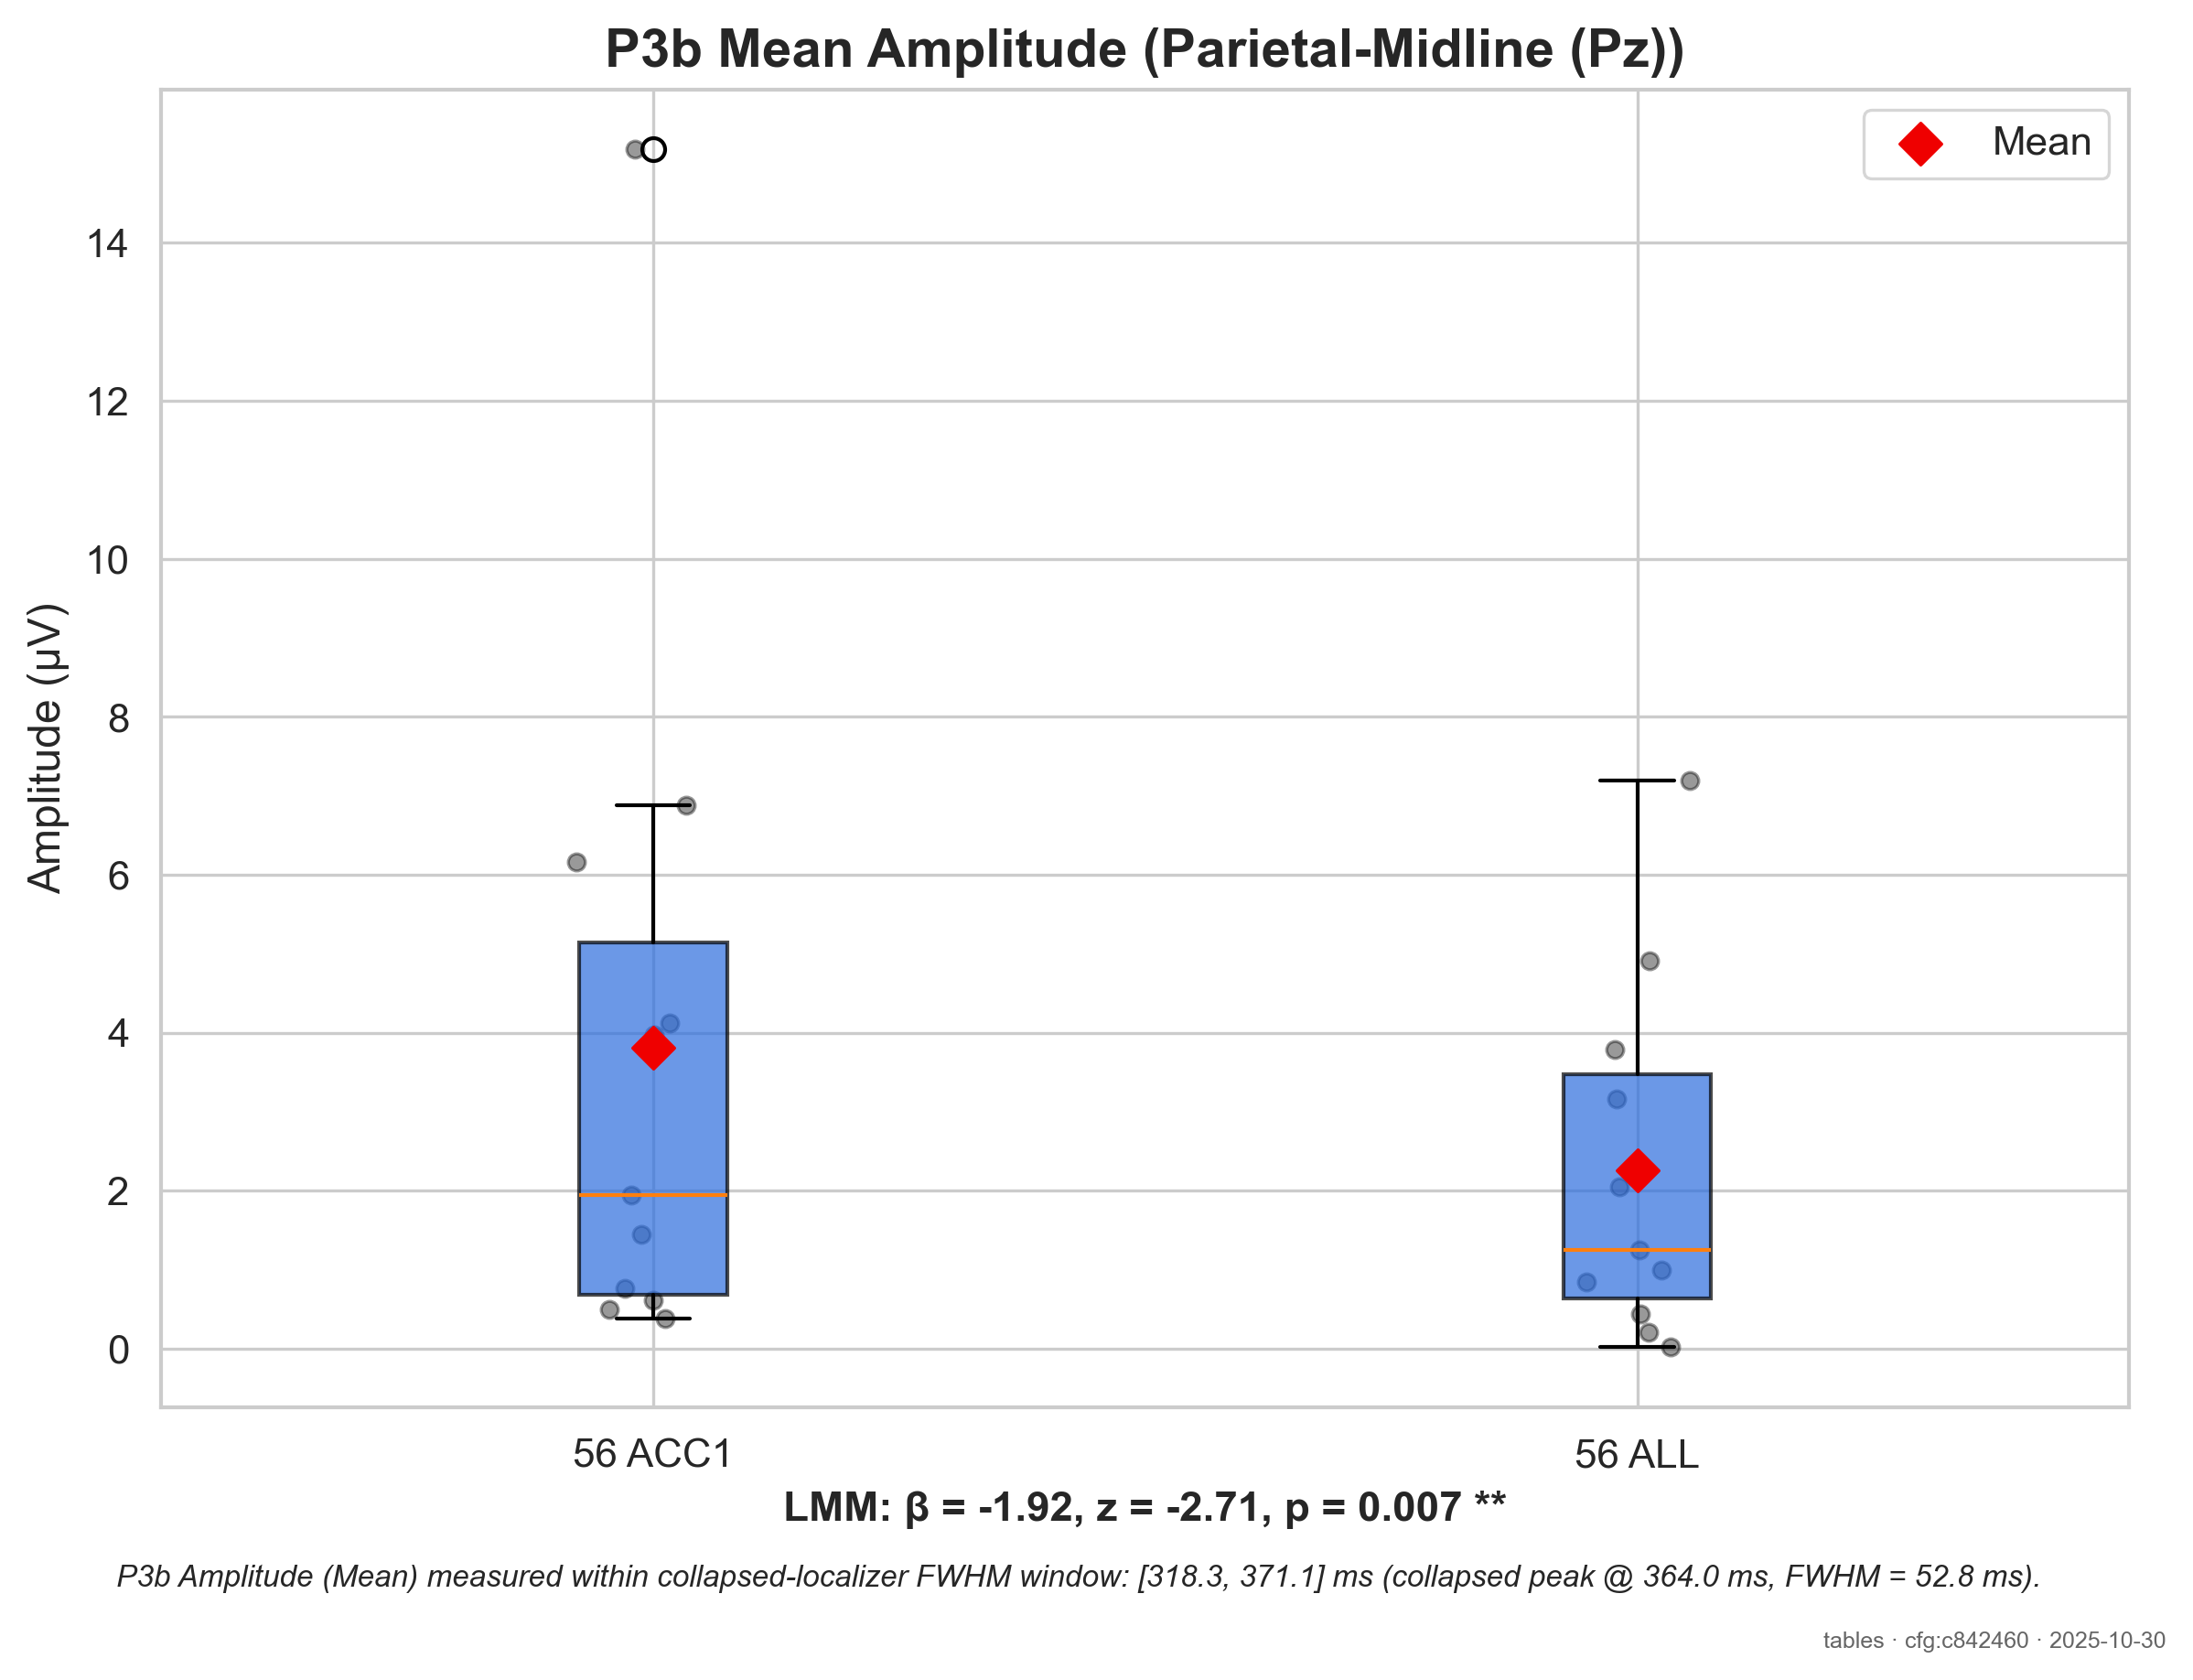 P3b Mean Amplitude (Parietal-Midline (Pz))
Mean
Amplitude (µV)
14
12
10
8
6
4
2
0
56 ACC1
56 ALL
LMM: β = -1.92, z = -2.71, p = 0.007 **
P3b Amplitude (Mean) measured within collapsed-localizer FWHM window: [318.3, 371.1] ms (collapsed peak @ 364.0 ms, FWHM = 52.8 ms).
tables · cfg:c842460 · 2025-10-30